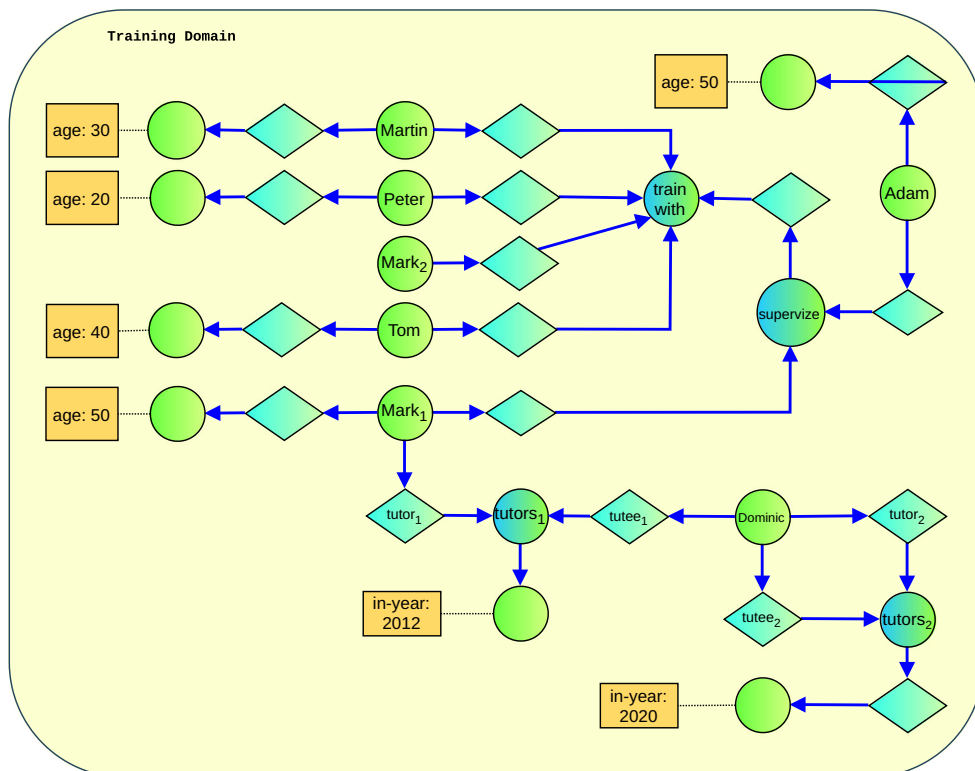 Training Domain
age: 50
age: 30
Martin
age: 20
Peter
train
with
Adam
Mark2
age: 40
Tom
supervize
age: 50
Mark1
tutor1
tutors1
tutee1
Dominic
tutor2
in-year:
2012
tutee2
tutors2
in-year:
2020